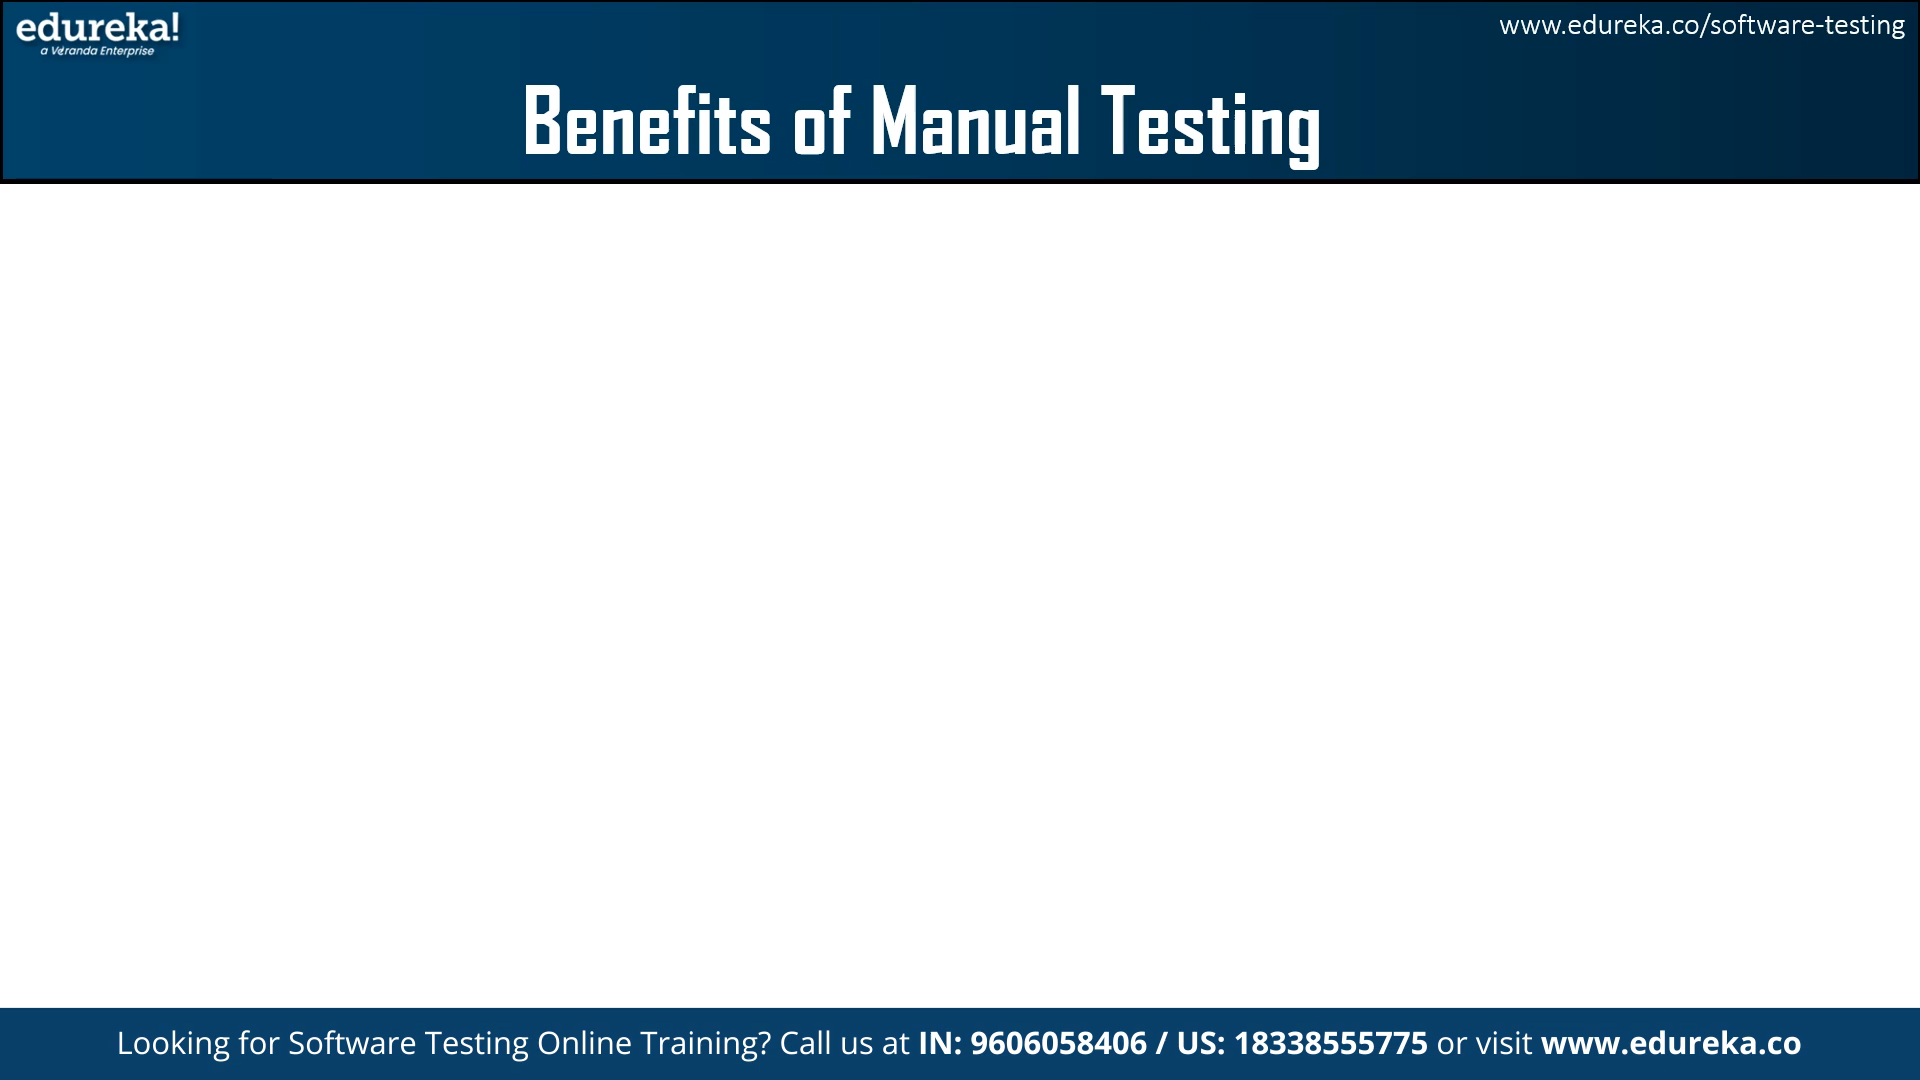 edureka!
a Veranda Enterprise
www.edureka.co/software-testing
Benefits of Manual Testing
Looking for Software Testing Online Training? Call us at IN: 9606058406 / US: 18338555775 or visit www.edureka.co